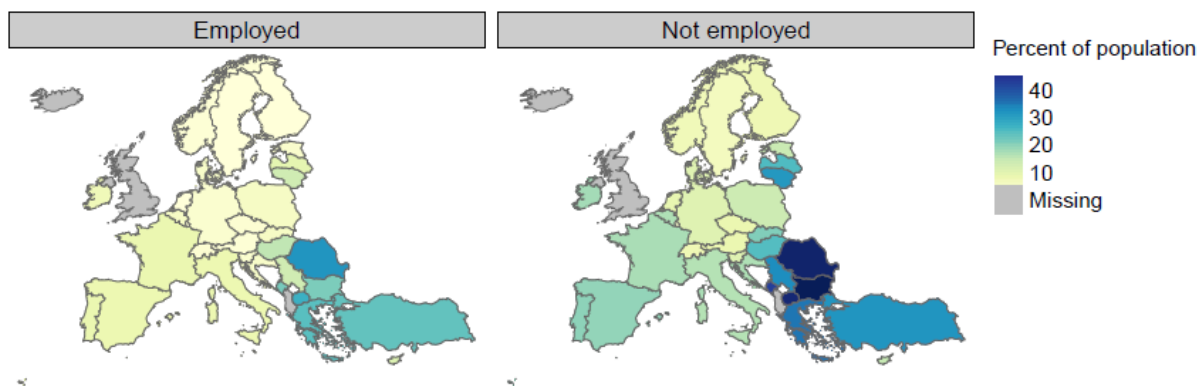 Employed
Not employed
Percent of population
40
30
20
10
Missing